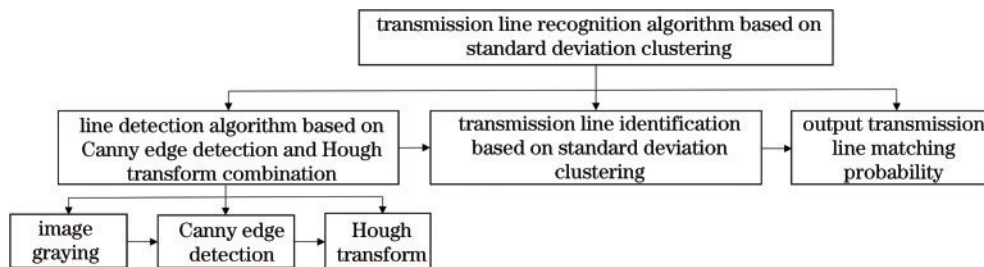 transmission line recognition algorithm based on
standard deviation clustering
line detection algorithm based on
Canny edge detection and Hough
transform combination
transmission line identification
based on standard deviation
clustering
output transmission
line matching
probability
image
graying
Canny edge
detection
Hough
transform